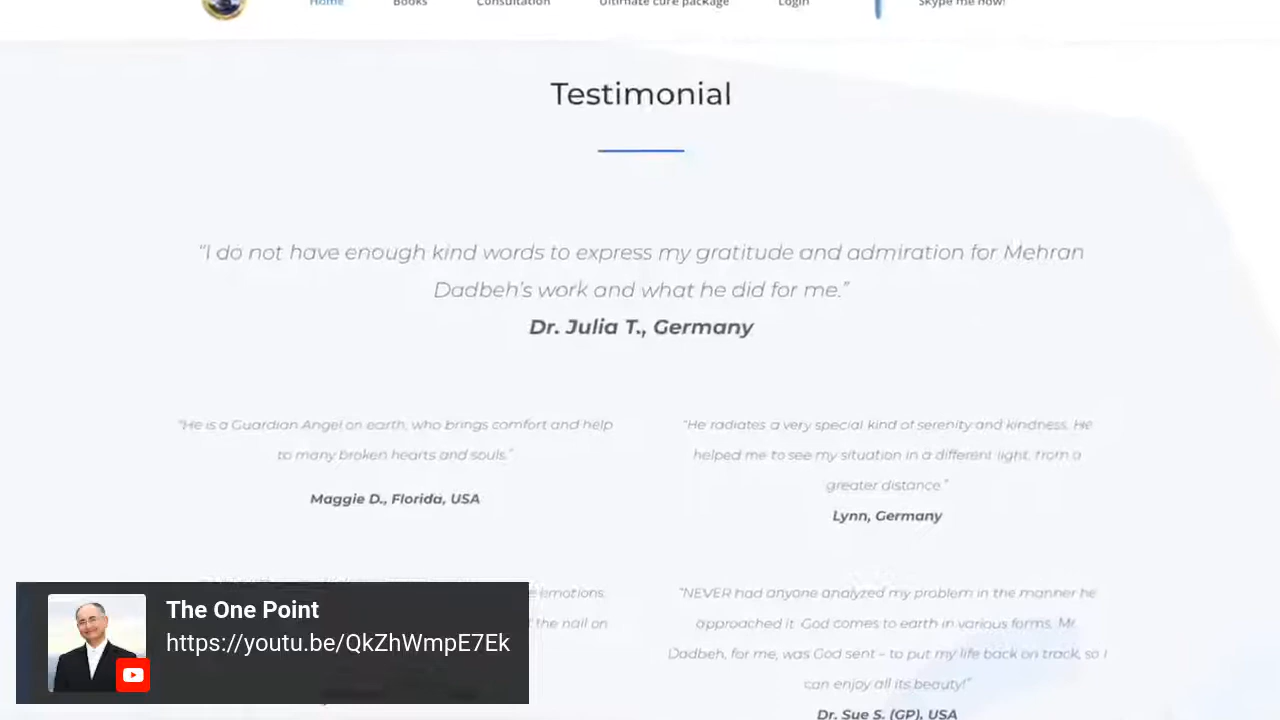 Home Books Consultation Ultimate cure package Login Skype me now!
Testimonial
“I do not have enough kind words to express my gratitude and admiration for Mehran
Dadbeh’s work and what he did for me.”
Dr. Julia T., Germany
“He is a Guardian Angel on earth, who brings comfort and help
to many broken hearts and souls.”
Maggie D., Florida, USA
“He radiates a very special kind of serenity and kindness. He
helped me to see my situation in a different light, from a
greater distance.”
Lynn, Germany
emotions.
the nail on
“NEVER had anyone analyzed my problem in the manner he
approached it. God comes to earth in various forms. Mr.
Dadbeh, for me, was God sent – to put my life back on track, so I
can enjoy all its beauty!”
Dr. Sue S. (GP), USA
The One Point
https://youtu.be/QkZhWmpE7Ek